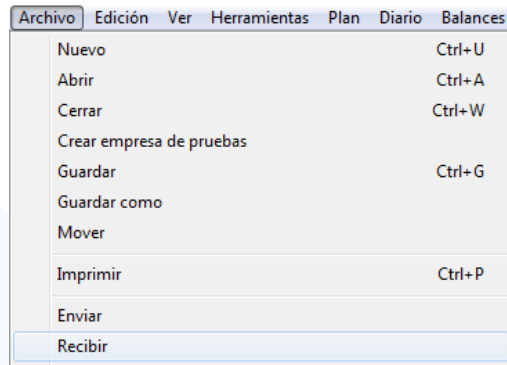 Archivo Edición Ver Herramientas Plan Diario Balances
Nuevo Ctrl+U
Abrir Ctrl+A
Cerrar Ctrl+W
Crear empresa de pruebas
Guardar Ctrl+G
Guardar como
Mover
Imprimir Ctrl+P
Enviar
Recibir